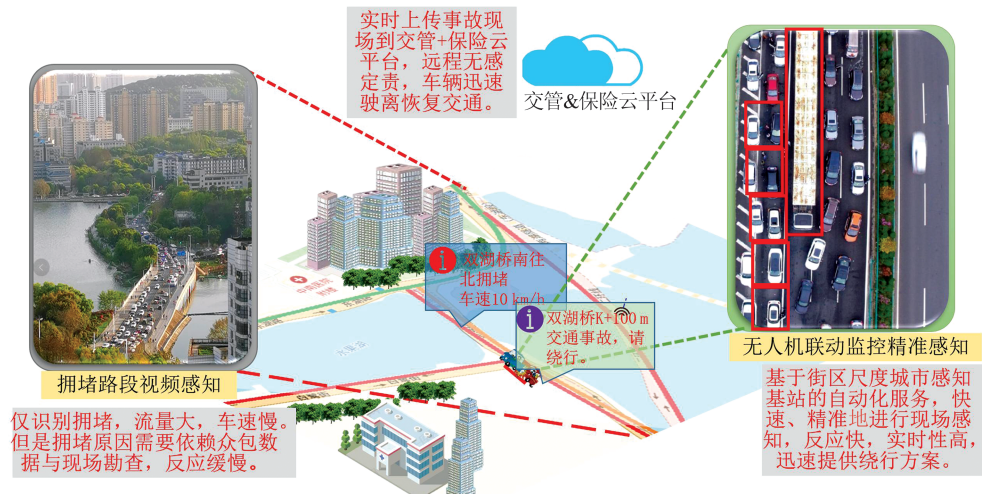 实时上传事故现
场到交管+保险云
平台，远程无感
定责，车辆迅速
驶离恢复交通。
交管&保险云平台
双湖桥南往
北拥堵
车速10 km/h
双湖桥K+100 m
交通事故，请
绕行。
拥堵路段视频感知
仅识别拥堵，流量大，车速慢。
但是拥堵原因需要依赖众包数
据与现场勘查，反应缓慢。
无人机联动监控精准感知
基于街区尺度城市感知
基站的自动化服务，快
速、精准地进行现场感
知，反应快，实时性高，
迅速提供绕行方案。